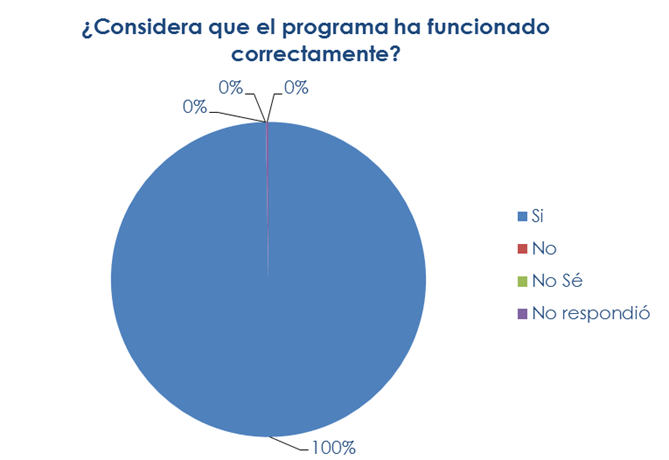 ¿Considera que el programa ha funcionado
correctamente?
0%
0%
0%
Si
No
No Sé
No respondió
100%